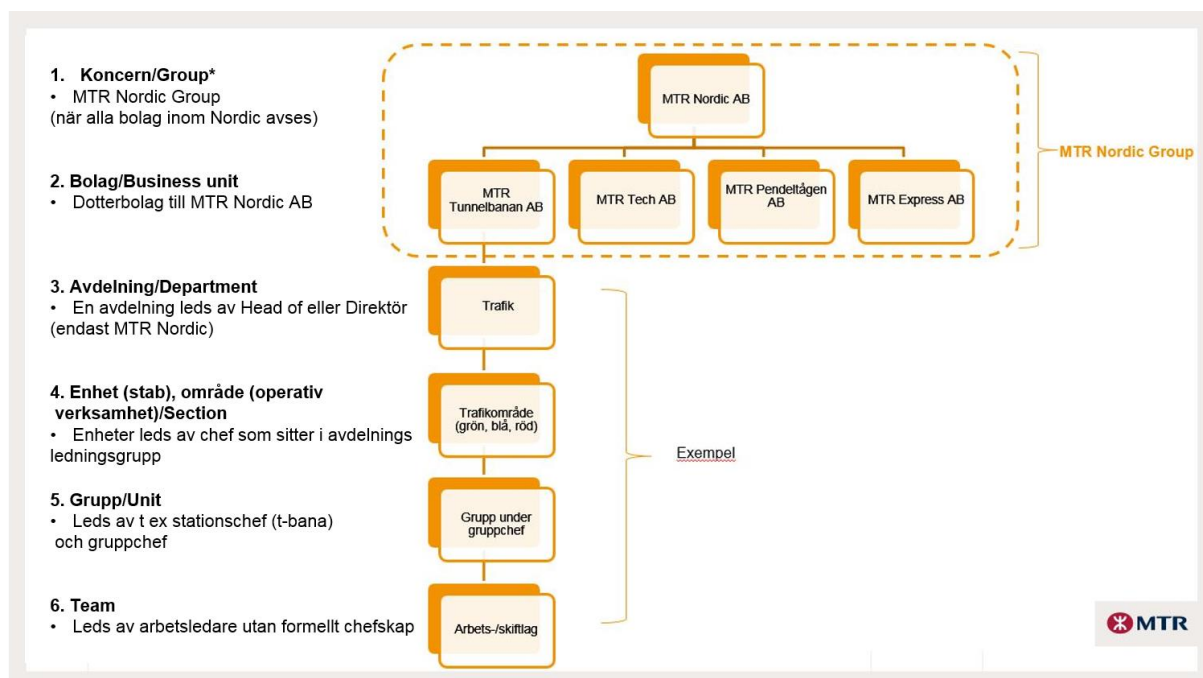 1. Koncern/Group*
• MTR Nordic Group
(när alla bolag inom Nordic avses)
2. Bolag/Business unit
• Dotterbolag till MTR Nordic AB
3. Avdelning/Department
• En avdelning leds av Head of eller Direktör
(endast MTR Nordic)
4. Enhet (stab), område (operativ
verksamhet)/Section
• Enheter leds av chef som sitter i avdelnings
ledningsgrupp
5. Grupp/Unit
• Leds av t ex stationschef (t-bana)
och gruppchef
6. Team
• Leds av arbetsledare utan formellt chefskap
MTR Nordic AB
MTR
Tunnelbanan AB
MTR Tech AB
MTR Pendeltågen
AB
MTR Express AB
MTR Nordic Group
Trafik
Trafikområde
(grön, blå, röd)
Grupp under
gruppchef
Arbets-/skiftlag
Exempel
MTR